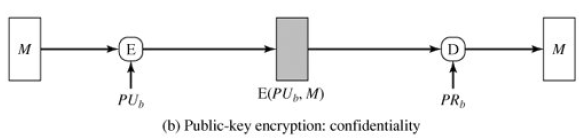 M E D M
PU_b E(PU_b, M) PR_b
(b) Public-key encryption: confidentiality